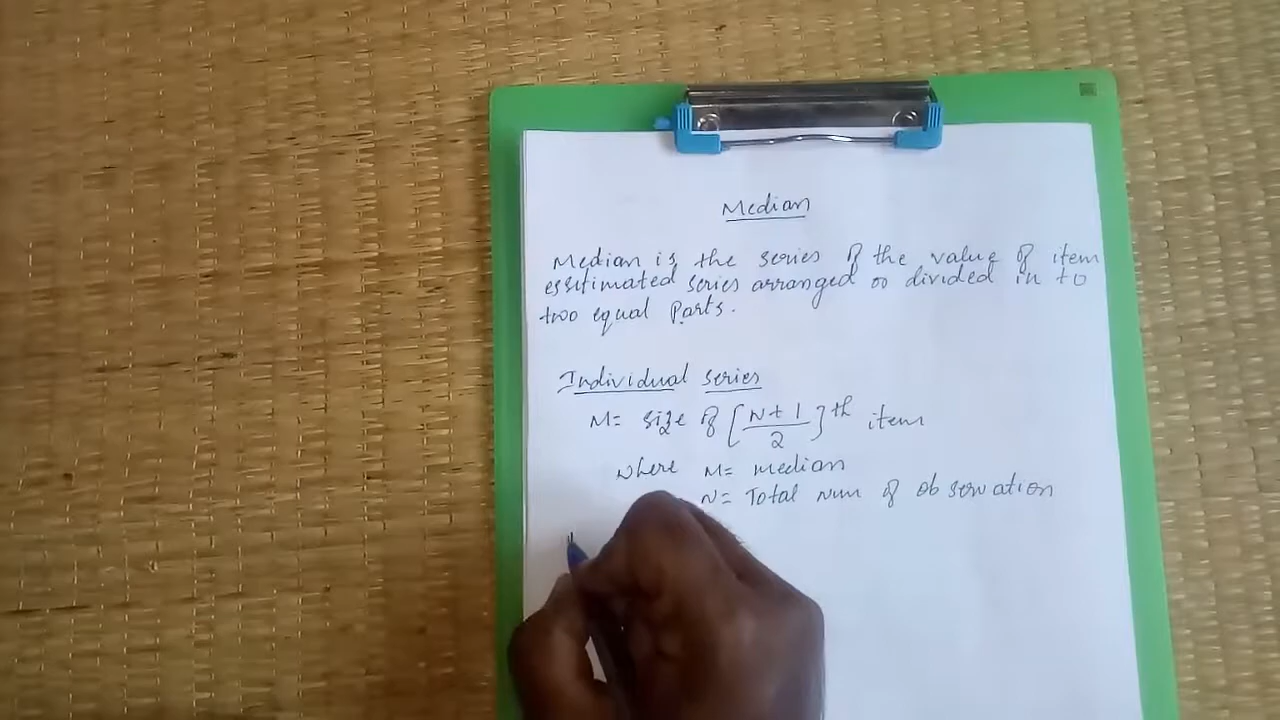 Median
Median is the series of the value of item
essitimated series arranged or divided in to
two equal Parts.
Individual series
M= size of [N+1/2]th item
where M= median
N= Total Num of observation